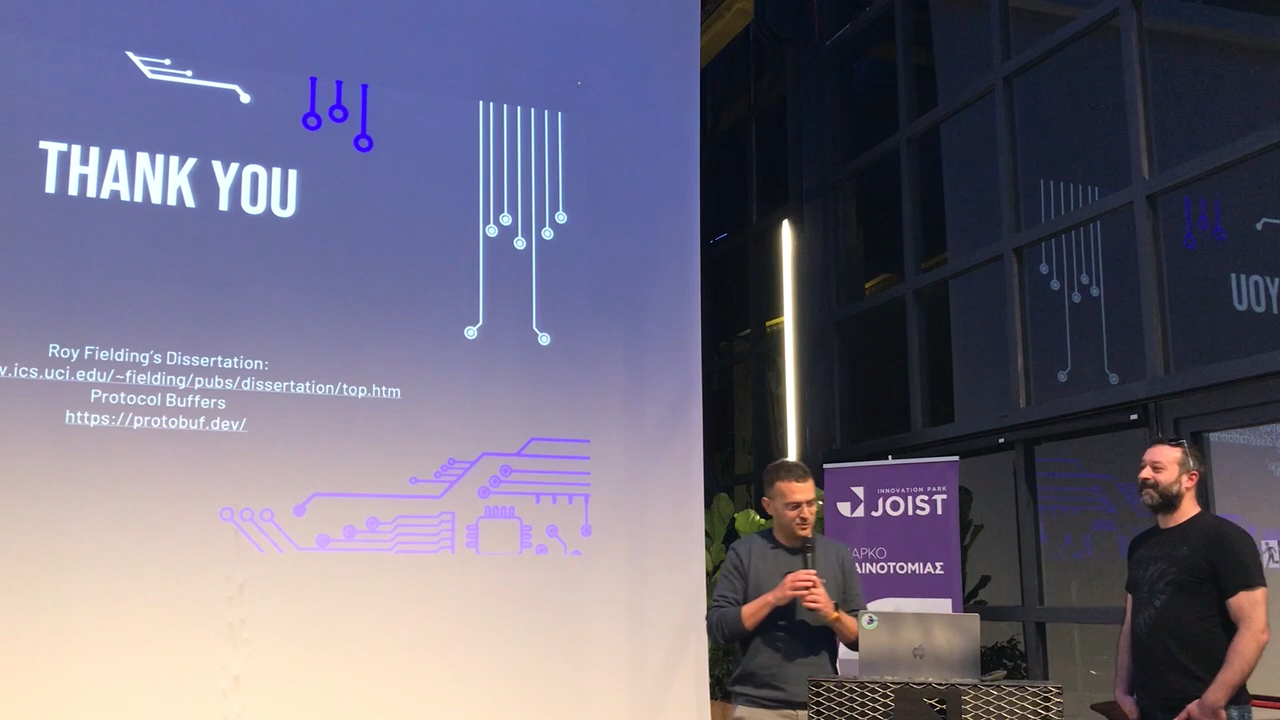 THANK YOU
Roy Fielding's Dissertation:
v.ics.uci.edu/~fielding/pubs/dissertation/top.htm
Protocol Buffers
https://protobuf.dev/
INNOVATION PARK
JOIST
ΑΡΚΟ
ΑΙΝΟΤΟΜΙΑΣ
UOY